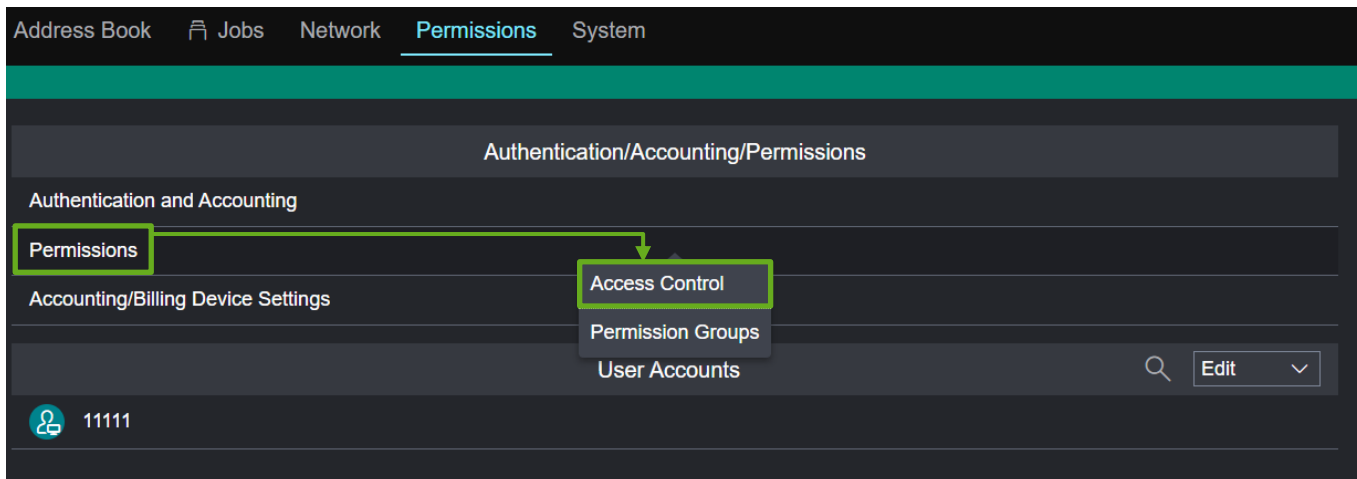 Address Book Jobs Network Permissions System
Authentication/Accounting/Permissions
Authentication and Accounting
Permissions
Access Control
Accounting/Billing Device Settings
Permission Groups
User Accounts Edit
11111